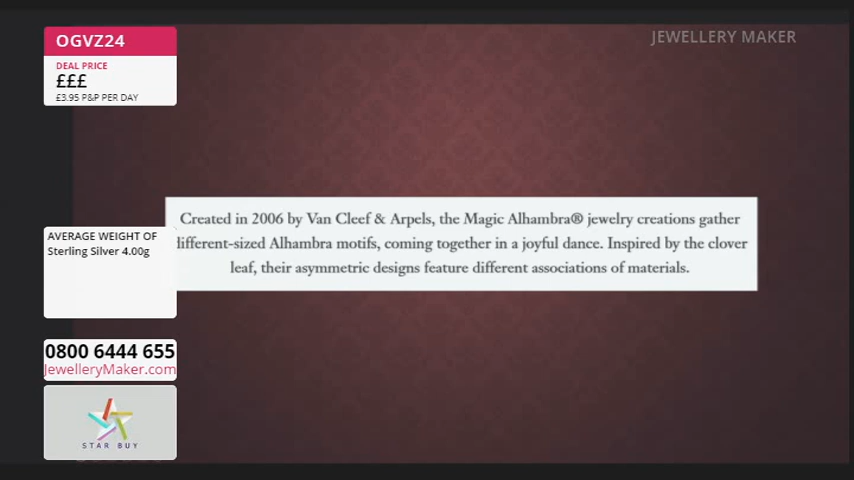 OGVZ24
DEAL PRICE
£££
£3.95 P&P PER DAY
JEWELLERY MAKER
Created in 2006 by Van Cleef & Arpels, the Magic Alhambra® jewelry creations gather
ifferent-sized Alhambra motifs, coming together in a joyful dance. Inspired by the clover
leaf, their asymmetric designs feature different associations of materials.
AVERAGE WEIGHT OF
Sterling Silver 4.00g
0800 6444 655
JewelleryMaker.com
STAR BUY